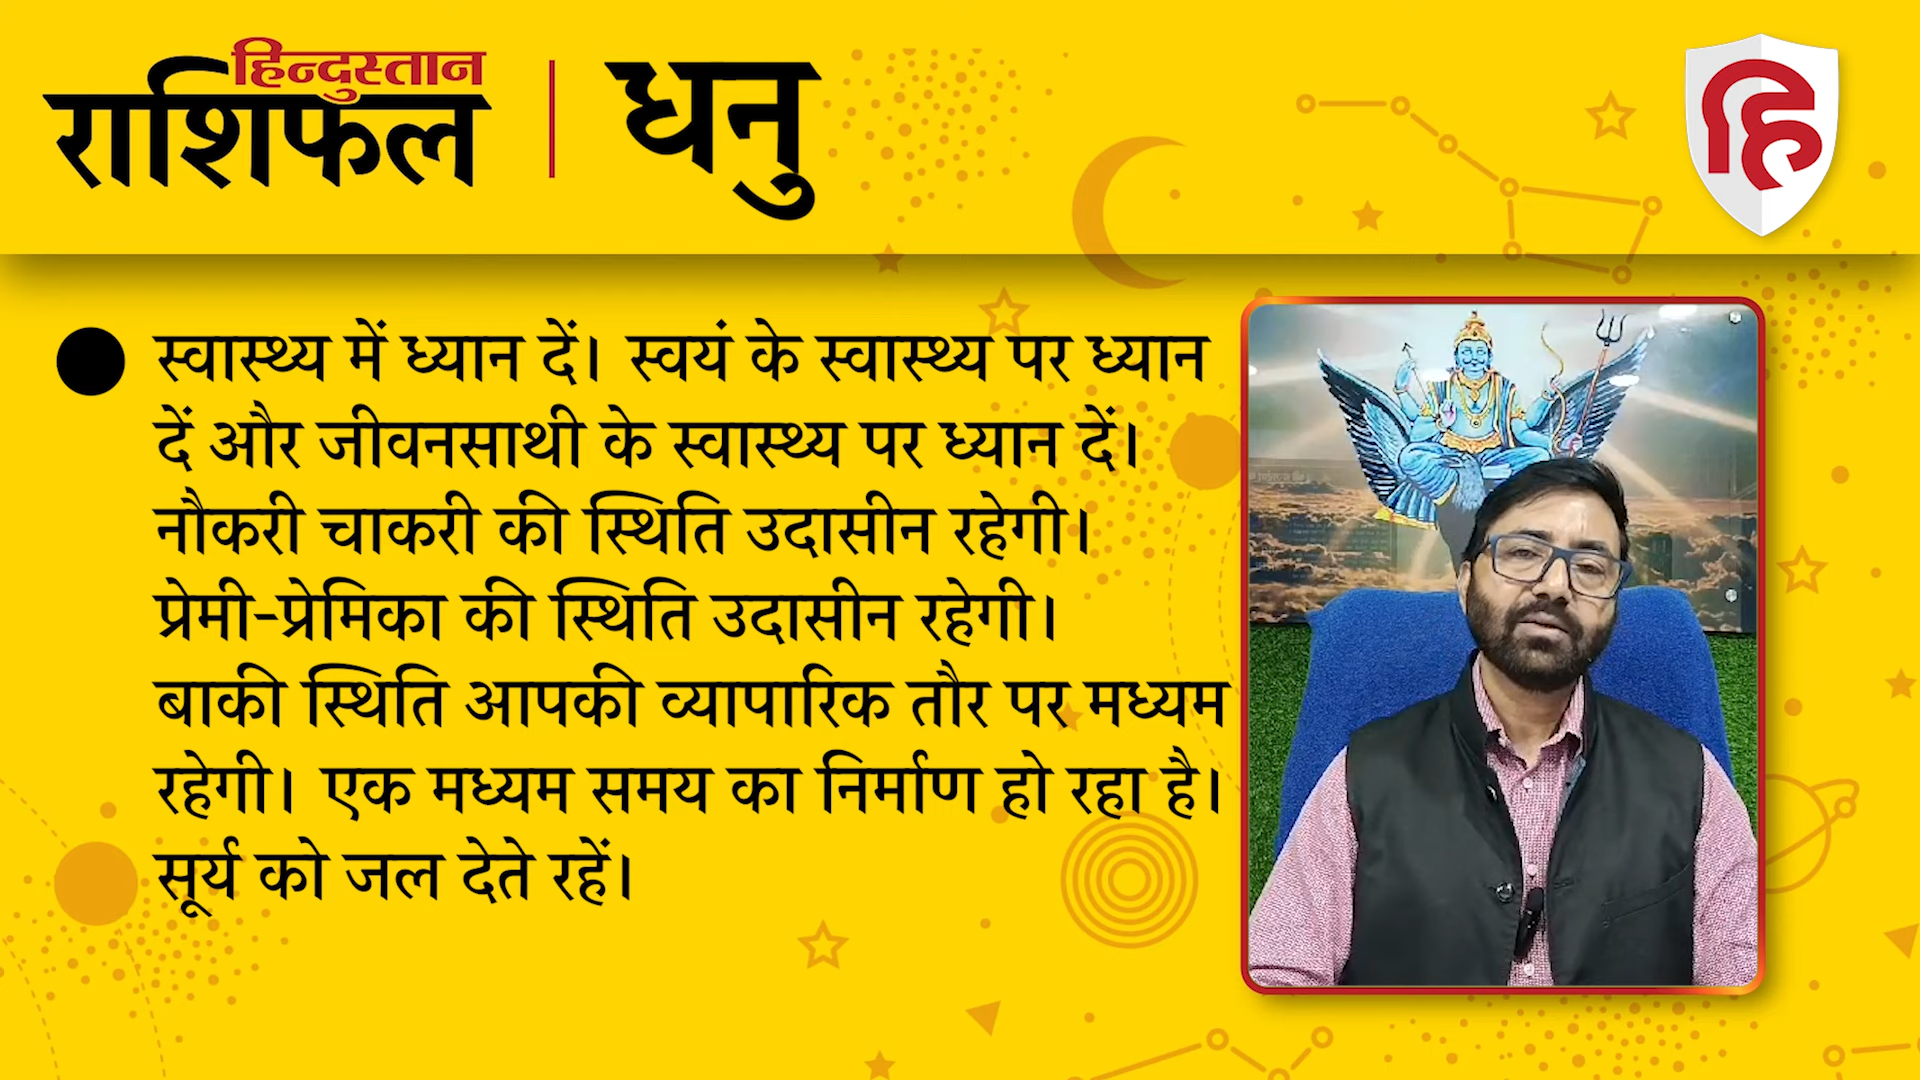 हिन्दुस्तान
राशिफल
धनु
हि
स्वास्थ्य में ध्यान दें। स्वयं के स्वास्थ्य पर ध्यान
दें और जीवनसाथी के स्वास्थ्य पर ध्यान दें।
नौकरी चाकरी की स्थिति उदासीन रहेगी।
प्रेमी-प्रेमिका की स्थिति उदासीन रहेगी।
बाकी स्थिति आपकी व्यापारिक तौर पर मध्यम
रहेगी। एक मध्यम समय का निर्माण हो रहा है।
सूर्य को जल देते रहें।